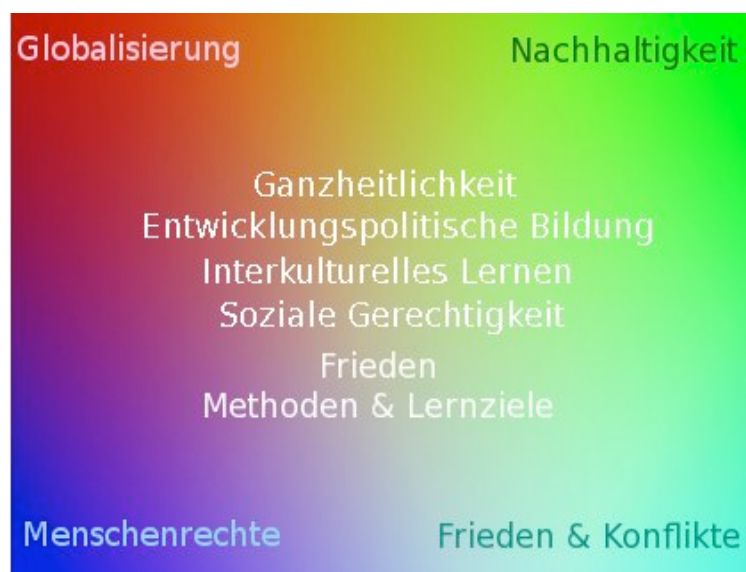 Globalisierung
Nachhaltigkeit
Ganzheitlichkeit
Entwicklungspolitische Bildung
Interkulturelles Lernen
Soziale Gerechtigkeit
Frieden
Methoden & Lernziele
Menschenrechte
Frieden & Konflikte